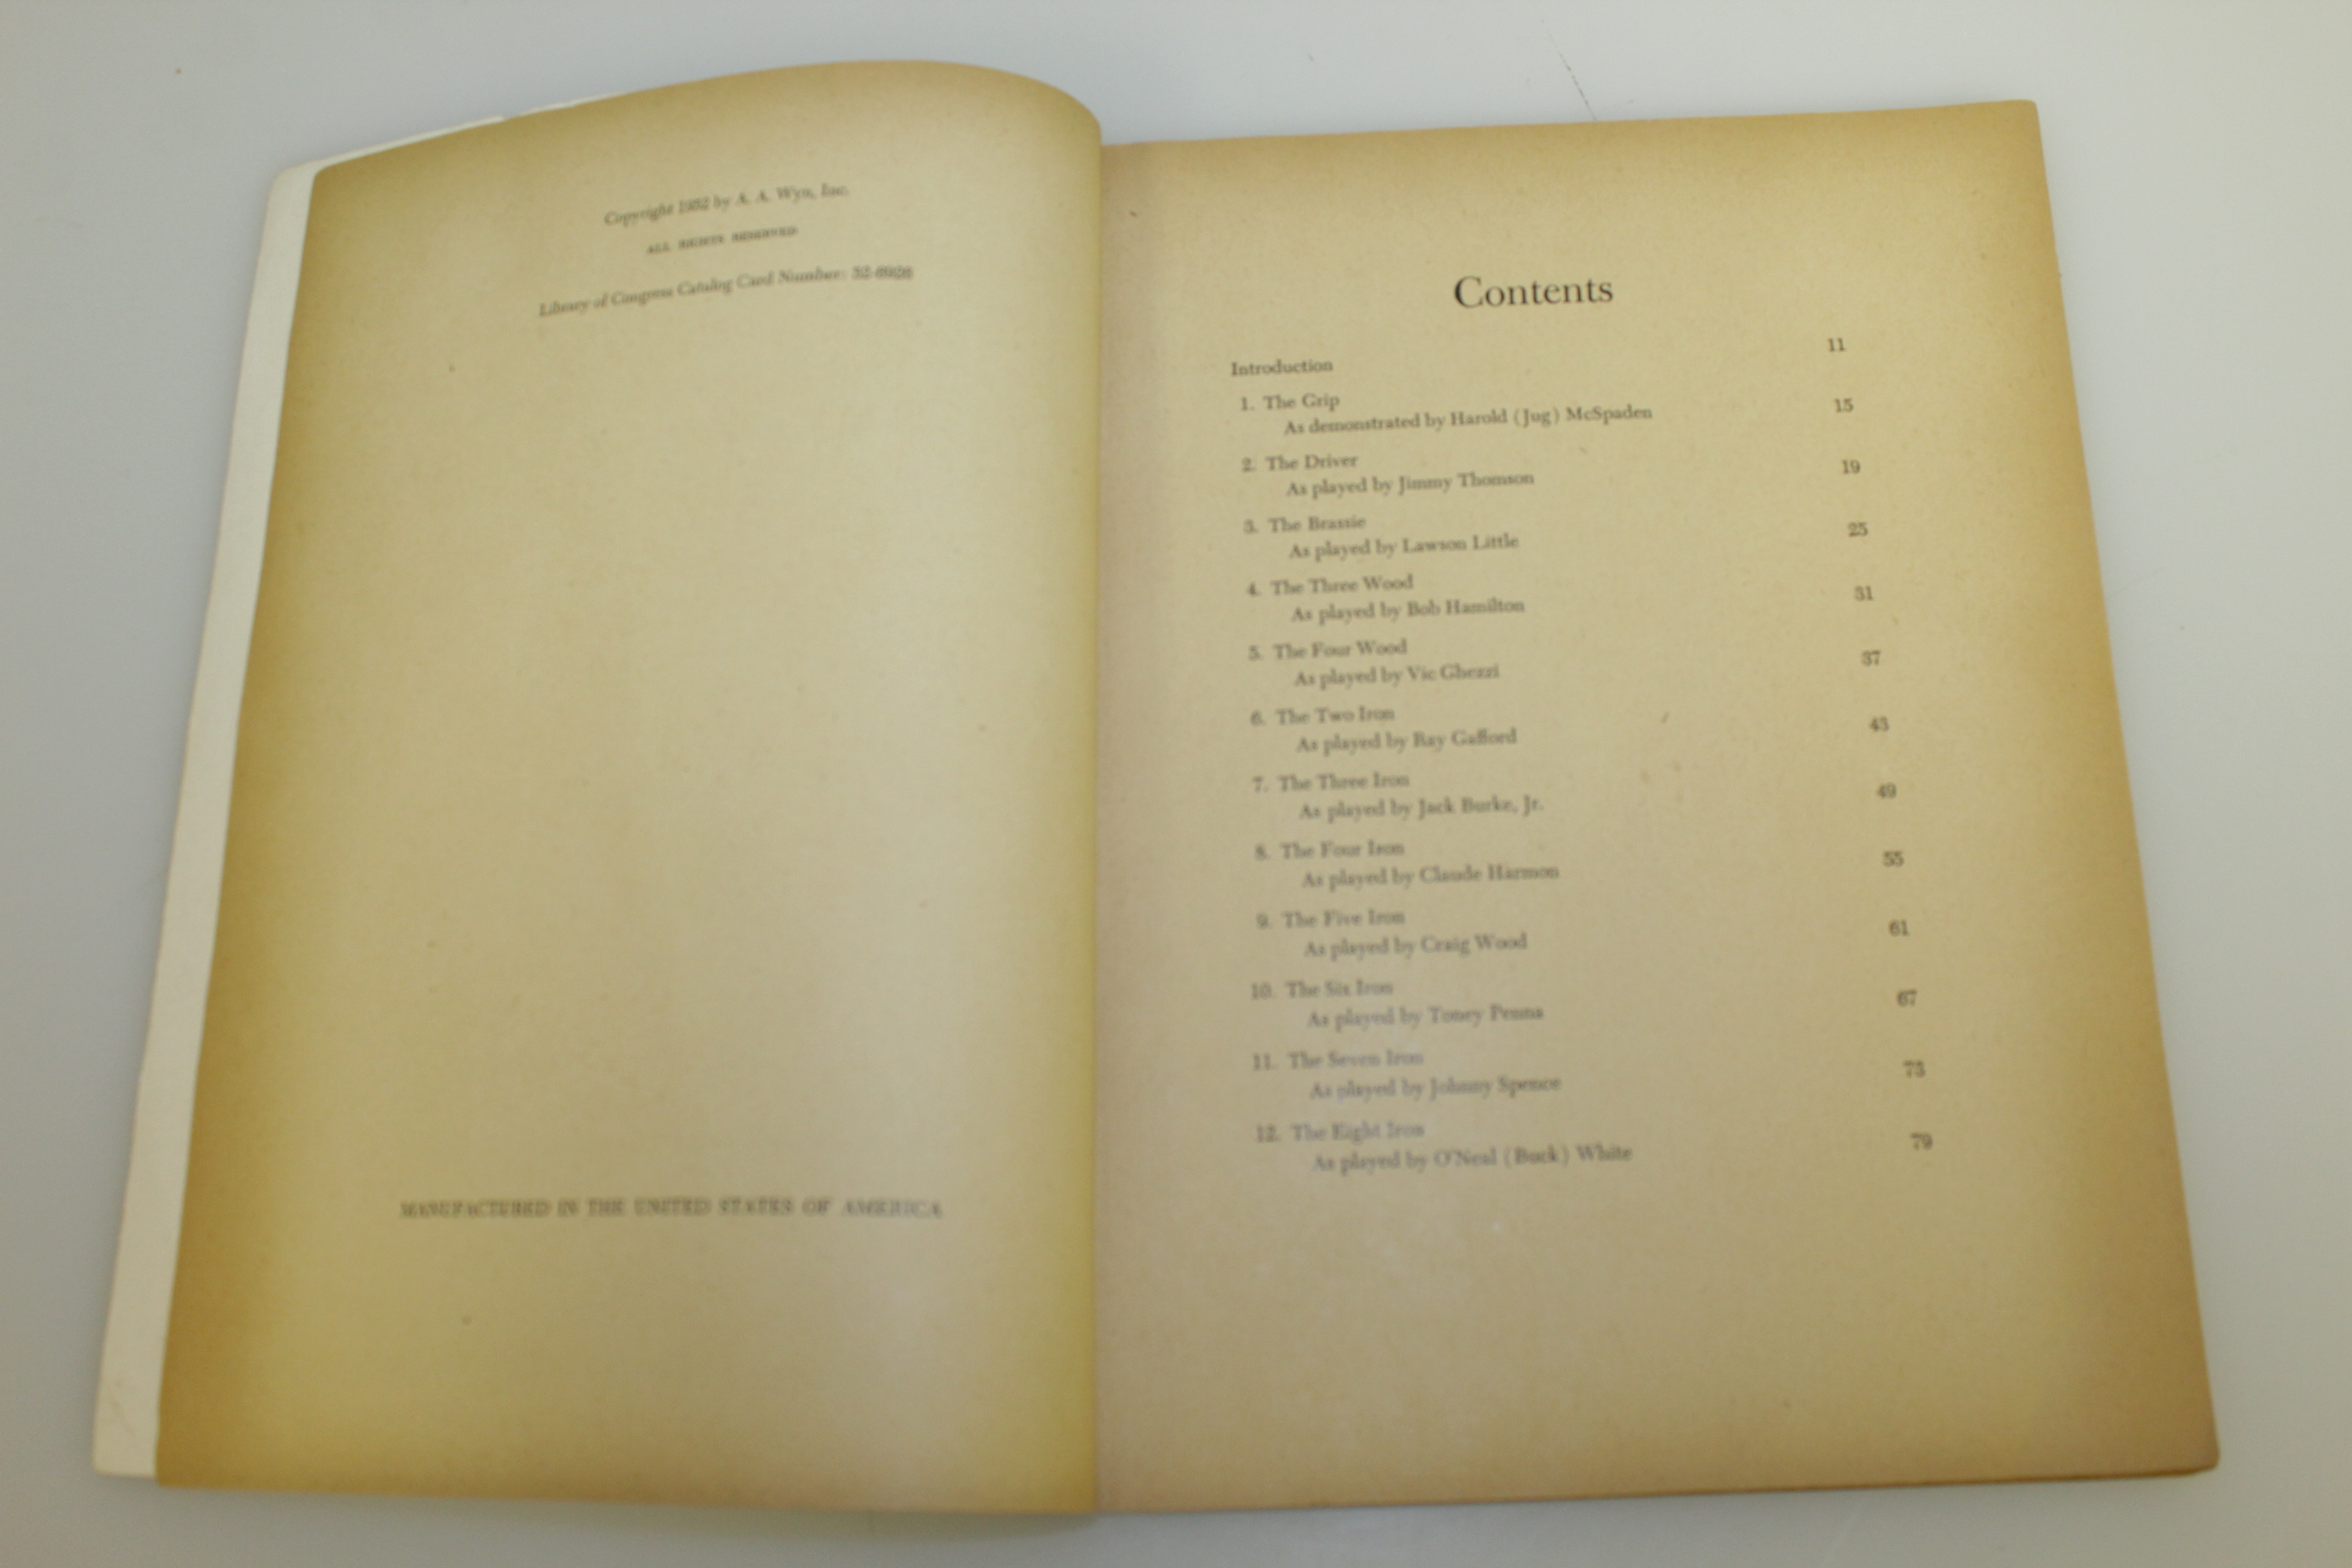 Copyright 1952 by A. A. Wyn, Inc.
ALL RIGHTS RESERVED
Library of Congress Catalog Card Number:
MANUFACTURED IN THE UNITED STATES OF AMERICA
Contents
Introduction 11
1. The Grip
As demonstrated by Harold (Jug) McSpaden 15
2. The Driver
As played by Jimmy Thomson 19
3. The Brassie
As played by Lawson Little 25
4. The Three Wood
As played by Bob Hamilton 31
5. The Four Wood
As played by Vic Ghezzi 37
6. The Two Iron
As played by Ray Gafford 43
7. The Three Iron
As played by Jack Burke, Jr. 49
8. The Four Iron
As played by Claude Harmon 55
9. The Five Iron
As played by Craig Wood 61
10. The Six Iron
As played by Toney Penna 67
11. The Seven Iron
As played by Johnny Spence 73
12. The Eight Iron
As played by O'Neal (Buck) White 79